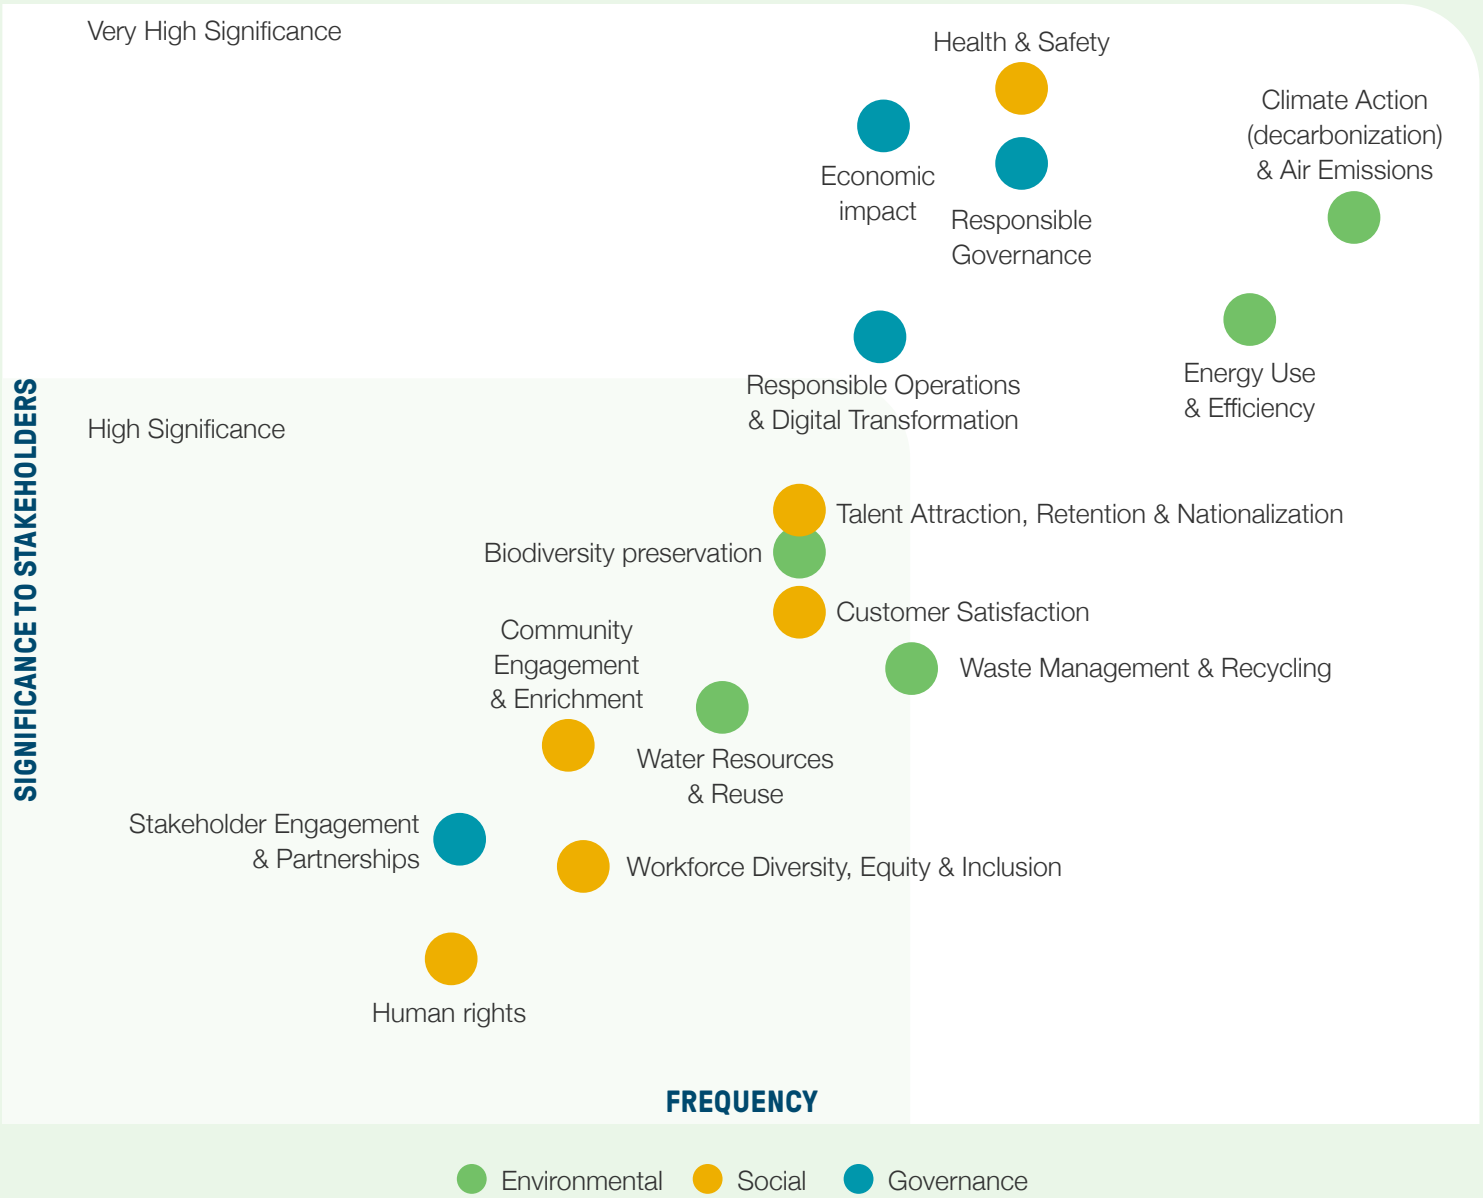 Very High Significance
Health & Safety
Climate Action
(decarbonization)
& Air Emissions
Economic
impact
Responsible
Governance
Energy Use
& Efficiency
Responsible Operations
& Digital Transformation
SIGNIFICANCE TO STAKEHOLDERS
High Significance
Talent Attraction, Retention & Nationalization
Biodiversity preservation
Customer Satisfaction
Community
Engagement
& Enrichment
Waste Management & Recycling
Water Resources
& Reuse
Stakeholder Engagement
& Partnerships
Workforce Diversity, Equity & Inclusion
Human rights
FREQUENCY
Environmental
Social
Governance